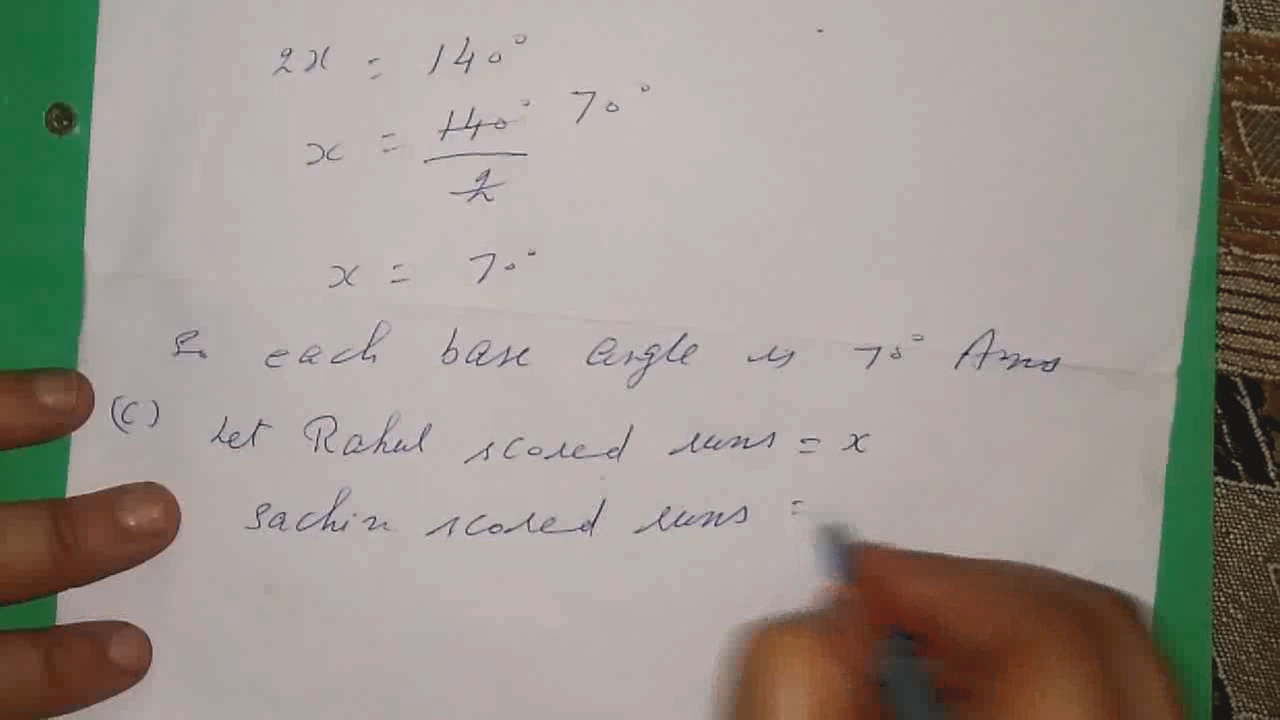 2x = 140°
x = 140°/2 70°
x = 70°
So each base angle is 70° Ans
(C) Let Rahul scored runs = x
Sachin scored runs =